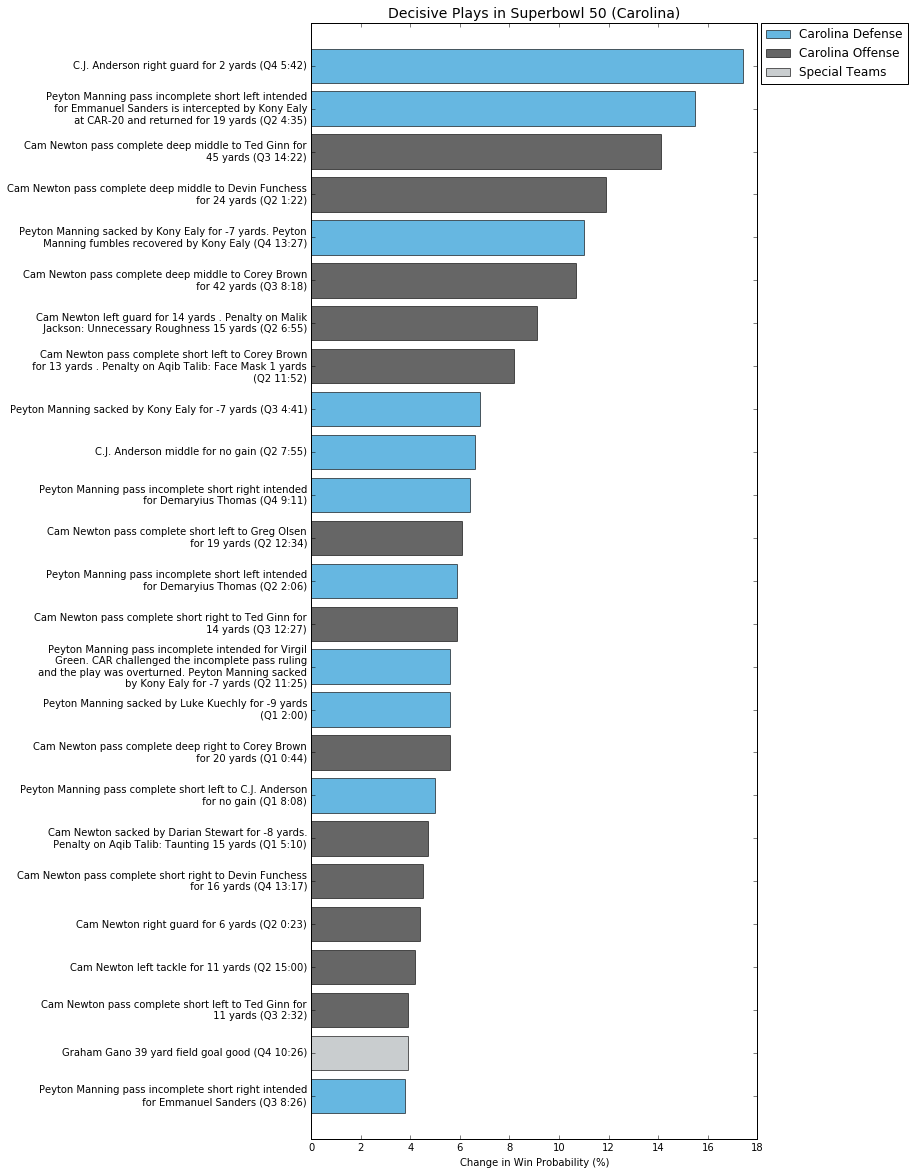 Decisive Plays in Superbowl 50 (Carolina)
Carolina Defense
Carolina Offense
Special Teams
C.J. Anderson right guard for 2 yards (Q4 5:42)
Peyton Manning pass incomplete short left intended
for Emmanuel Sanders is intercepted by Kony Ealy
at CAR-20 and returned for 19 yards (Q2 4:35)
Cam Newton pass complete deep middle to Ted Ginn for
45 yards (Q3 14:22)
Cam Newton pass complete deep middle to Devin Funchess
for 24 yards (Q2 1:22)
Peyton Manning sacked by Kony Ealy for -7 yards. Peyton
Manning fumbles recovered by Kony Ealy (Q4 13:27)
Cam Newton pass complete deep middle to Corey Brown
for 42 yards (Q3 8:18)
Cam Newton left guard for 14 yards . Penalty on Malik
Jackson: Unnecessary Roughness 15 yards (Q2 6:55)
Cam Newton pass complete short left to Corey Brown
for 13 yards . Penalty on Aqib Talib: Face Mask 1 yards
(Q2 11:52)
Peyton Manning sacked by Kony Ealy for -7 yards (Q3 4:41)
C.J. Anderson middle for no gain (Q2 7:55)
Peyton Manning pass incomplete short right intended
for Demaryius Thomas (Q4 9:11)
Cam Newton pass complete short left to Greg Olsen
for 19 yards (Q2 12:34)
Peyton Manning pass incomplete short left intended
for Demaryius Thomas (Q2 2:06)
Cam Newton pass complete short right to Ted Ginn for
14 yards (Q3 12:27)
Peyton Manning pass incomplete intended for Virgil
Green. CAR challenged the incomplete pass ruling
and the play was overturned. Peyton Manning sacked
by Kony Ealy for -7 yards (Q2 11:25)
Peyton Manning sacked by Luke Kuechly for -9 yards
(Q1 2:00)
Cam Newton pass complete deep right to Corey Brown
for 20 yards (Q1 0:44)
Peyton Manning pass complete short left to C.J. Anderson
for no gain (Q1 8:08)
Cam Newton sacked by Darian Stewart for -8 yards.
Penalty on Aqib Talib: Taunting 15 yards (Q1 5:10)
Cam Newton pass complete short right to Devin Funchess
for 16 yards (Q4 13:17)
Cam Newton right guard for 6 yards (Q2 0:23)
Cam Newton left tackle for 11 yards (Q2 15:00)
Cam Newton pass complete short left to Ted Ginn for
11 yards (Q3 2:32)
Graham Gano 39 yard field goal good (Q4 10:26)
Peyton Manning pass incomplete short right intended
for Emmanuel Sanders (Q3 8:26)
0 2 4 6 8 10 12 14 16 18
Change in Win Probability (%)